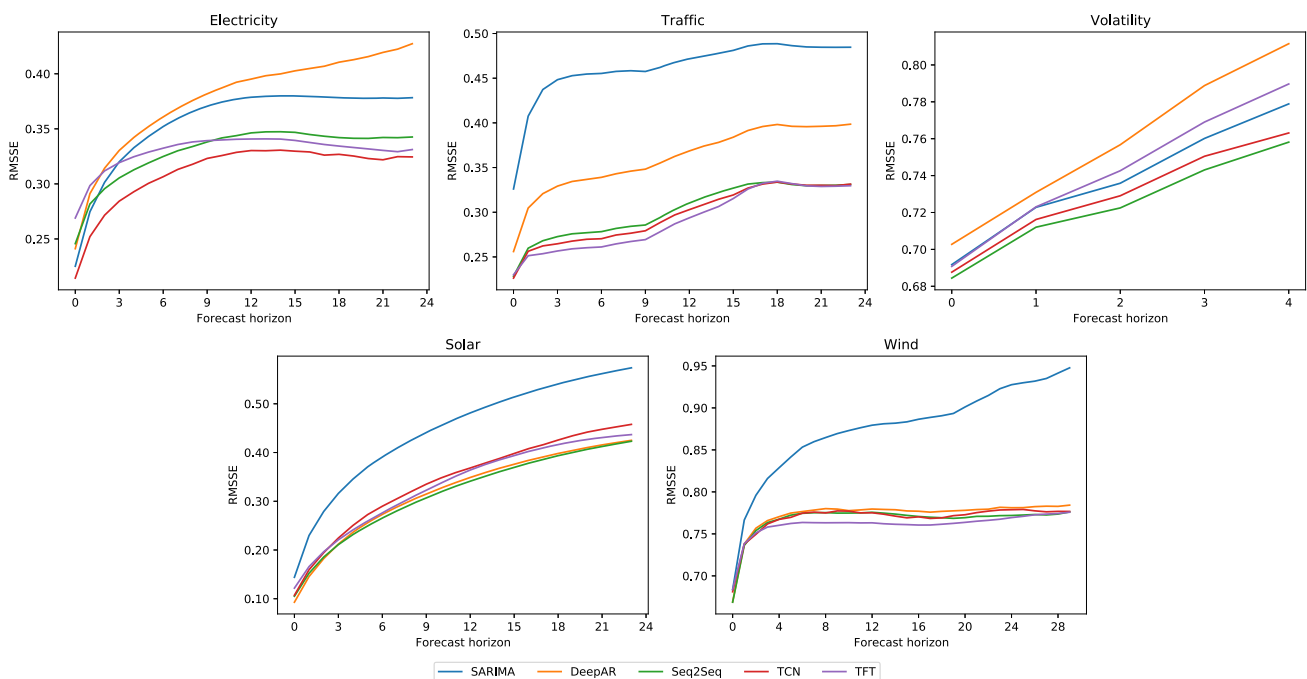 Electricity
Traffic
Volatility
RMSSE
0.40
0.35
0.30
0.25
0 3 6 9 12 15 18 21 24
Forecast horizon
RMSSE
0.50
0.45
0.40
0.35
0.30
0.25
0 3 6 9 12 15 18 21 24
Forecast horizon
RMSSE
0.80
0.78
0.76
0.74
0.72
0.70
0.68
0 1 2 3 4
Forecast horizon
Solar
Wind
RMSSE
0.50
0.40
0.30
0.20
0.10
0 3 6 9 12 15 18 21 24
Forecast horizon
RMSSE
0.95
0.90
0.85
0.80
0.75
0.70
0 4 8 12 16 20 24 28
Forecast horizon
SARIMA DeepAR Seq2Seq TCN TFT